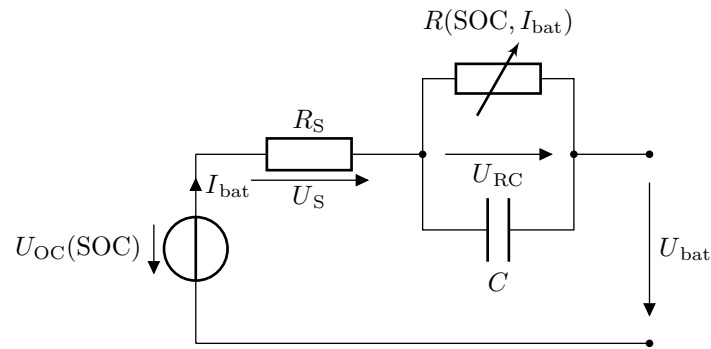 R(SOC, I_bat)
R_S
I_bat
U_S
U_RC
U_OC(SOC)
U_bat
C